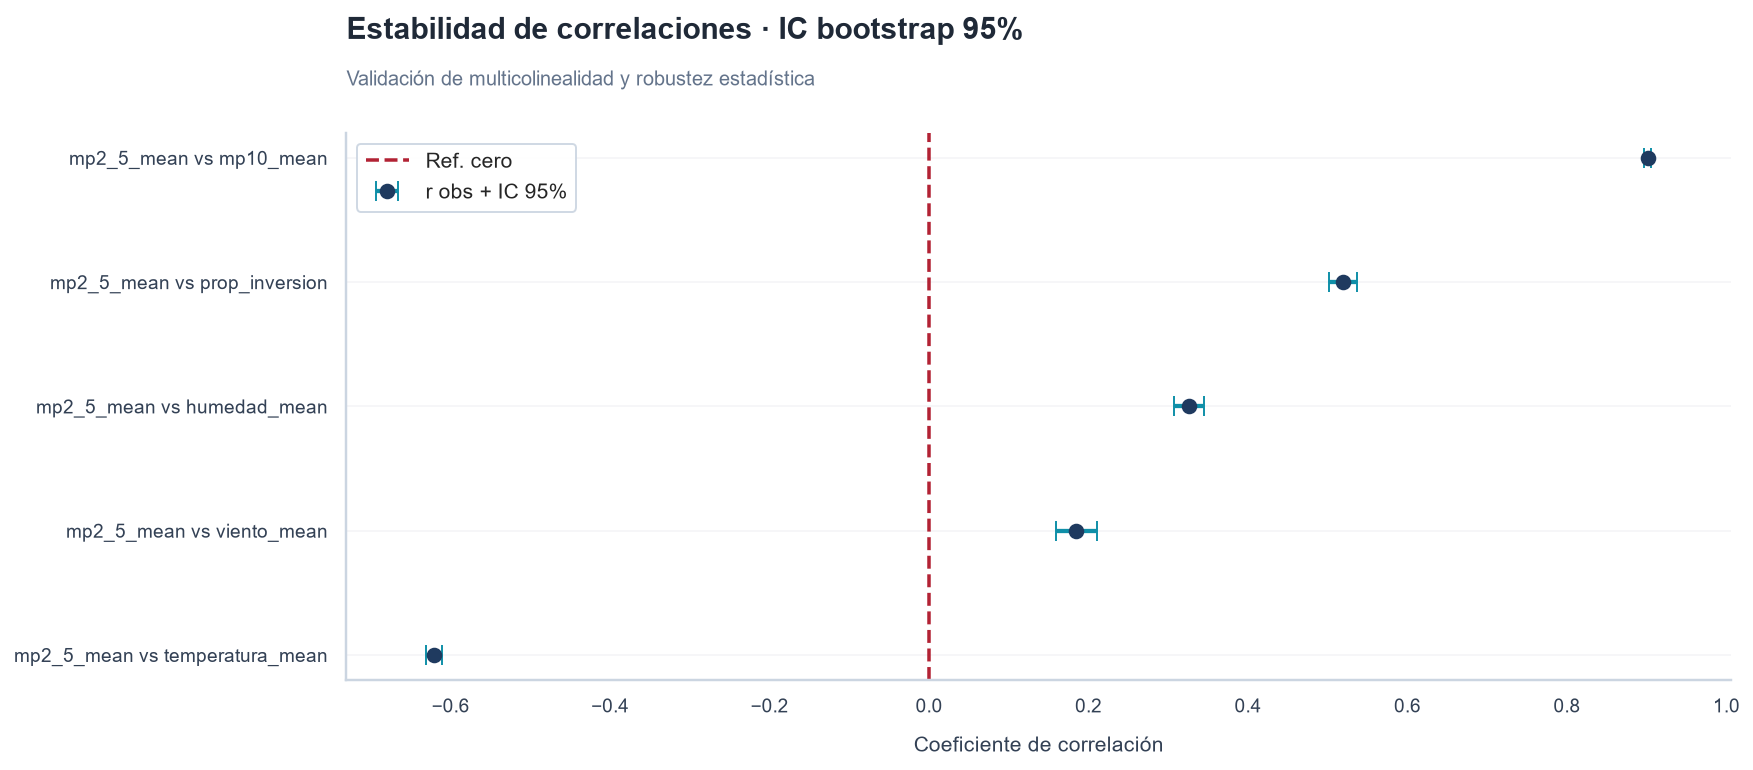 Estabilidad de correlaciones · IC bootstrap 95%
Validación de multicolinealidad y robustez estadística
Ref. cero
r obs + IC 95%
mp2_5_mean vs mp10_mean
mp2_5_mean vs prop_inversion
mp2_5_mean vs humedad_mean
mp2_5_mean vs viento_mean
mp2_5_mean vs temperatura_mean
−0.6 −0.4 −0.2 0.0 0.2 0.4 0.6 0.8 1.0
Coeficiente de correlación